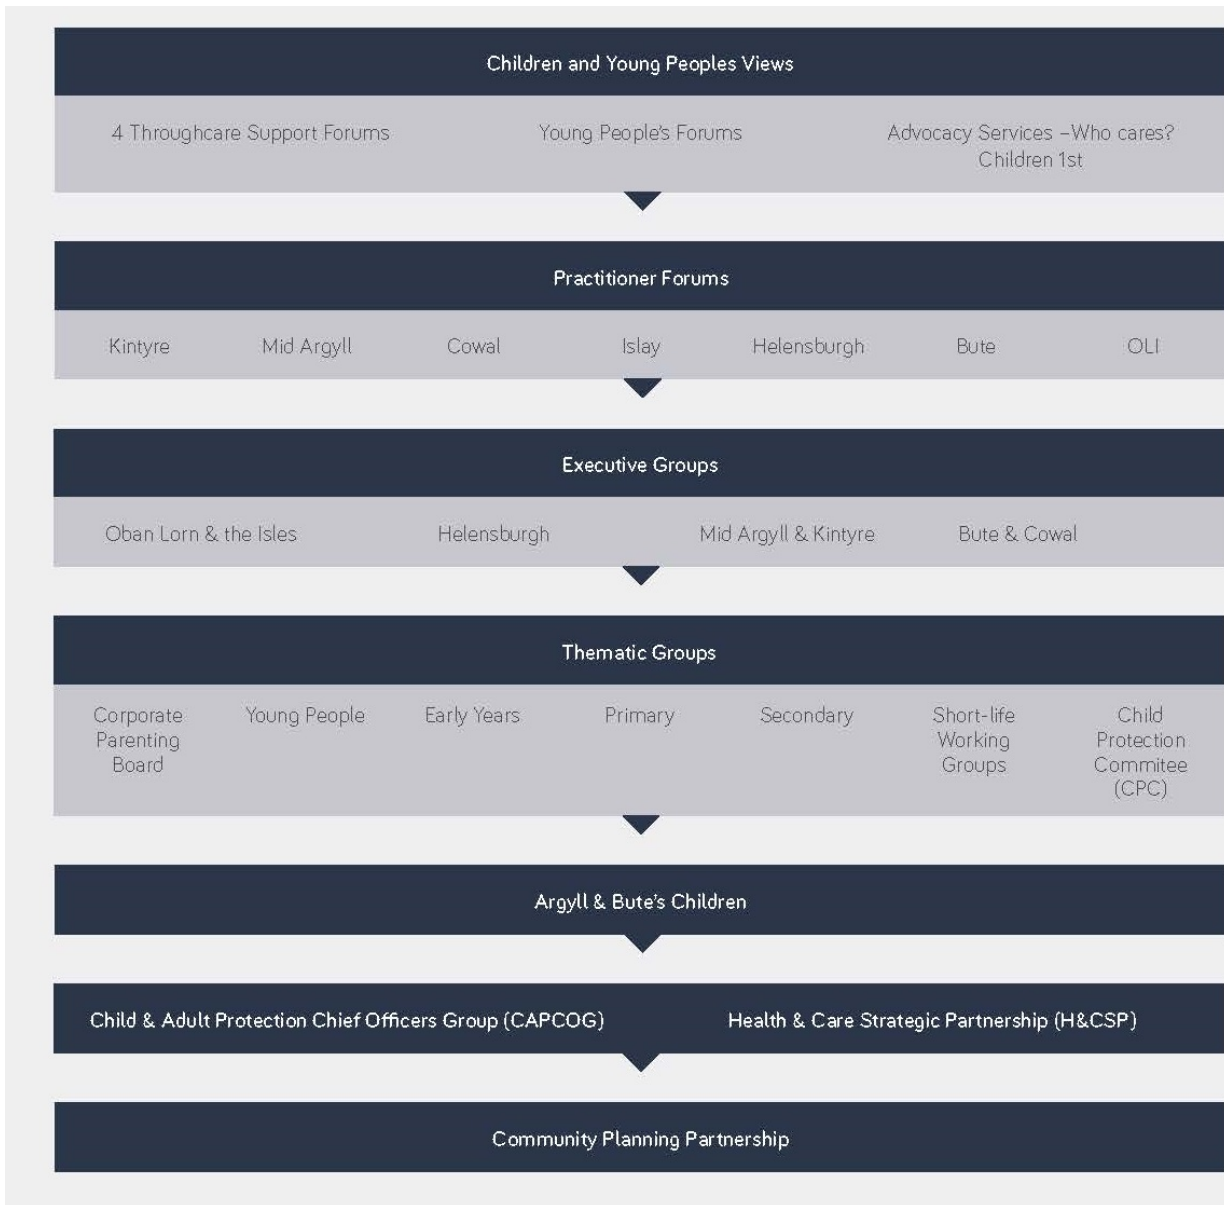 Children and Young Peoples Views
4 Throughcare Support Forums
Young People's Forums
Advocacy Services –Who cares?
Children 1st
Practitioner Forums
Kintyre
Mid Argyll
Cowal
Islay
Helensburgh
Bute
OLI
Executive Groups
Oban Lorn & the Isles
Helensburgh
Mid Argyll & Kintyre
Bute & Cowal
Thematic Groups
Corporate
Parenting
Board
Young People
Early Years
Primary
Secondary
Short-life
Working
Groups
Child
Protection
Commitee
(CPC)
Argyll & Bute's Children
Child & Adult Protection Chief Officers Group (CAPCOG)
Health & Care Strategic Partnership (H&CSP)
Community Planning Partnership